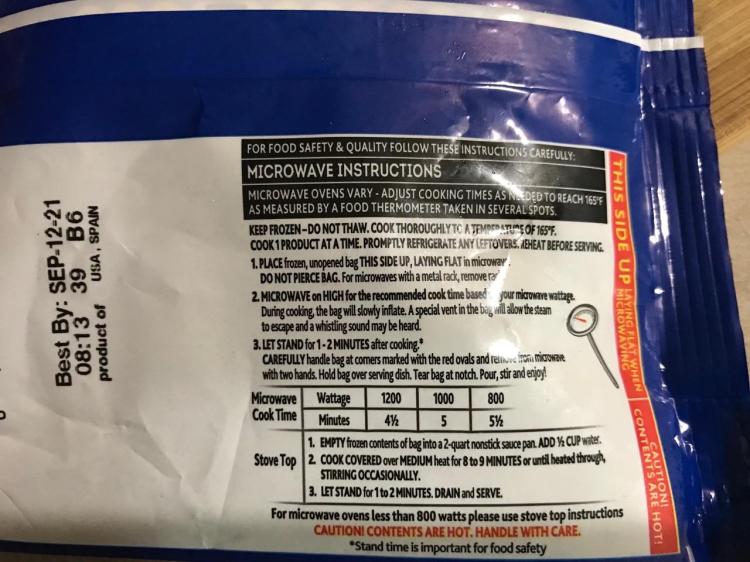 FOR FOOD SAFETY & QUALITY FOLLOW THESE INSTRUCTIONS CAREFULLY:
MICROWAVE INSTRUCTIONS
MICROWAVE OVENS VARY - ADJUST COOKING TIMES AS NEEDED TO REACH 165°F
AS MEASURED BY A FOOD THERMOMETER TAKEN IN SEVERAL SPOTS.
KEEP FROZEN – DO NOT THAW. COOK THOROUGHLY TO A TEMPERATURE OF 165°F.
COOK 1 PRODUCT AT A TIME. PROMPTLY REFRIGERATE ANY LEFTOVERS. REHEAT BEFORE SERVING.
1. PLACE frozen, unopened bag THIS SIDE UP, LAYING FLAT in microwave.
DO NOT PIERCE BAG. For microwaves with a metal rack, remove
2. MICROWAVE on HIGH for the recommended cook time based your microwave wattage.
During cooking, the bag will slowly inflate. A special vent in the bag will allow the steam
to escape and a whistling sound may be heard.
3. LET STAND for 1 - 2 MINUTES after cooking.*
CAREFULLY handle bag at corners marked with the red ovals and remove from microwave
with two hands. Hold bag over serving dish. Tear bag at notch. Pour, stir and enjoy!
Microwave Cook Time
Wattage 1200 1000 800
Minutes 4½ 5 5½
Stove Top
1. EMPTY frozen contents of bag into a 2-quart nonstick sauce pan. ADD ½ CUP water.
2. COOK COVERED over MEDIUM heat for 8 to 9 MINUTES or until heated through,
STIRRING OCCASIONALLY.
3. LET STAND for 1 to 2 MINUTES. DRAIN and SERVE.
For microwave ovens less than 800 watts please use stove top instructions
CAUTION! CONTENTS ARE HOT. HANDLE WITH CARE.
*Stand time is important for food safety
THIS SIDE UP
LAYING FLAT WHEN
MICROWAVING
CAUTION!
CONTENTS ARE HOT!
Best By: SEP-12-21
08:13 39 B6
product of USA, SPAIN